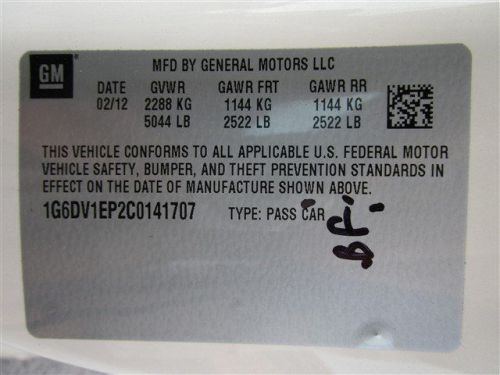 GM
MFD BY GENERAL MOTORS LLC
DATE GVWR GAWR FRT GAWR RR
02/12 2288 KG 1144 KG 1144 KG
5044 LB 2522 LB 2522 LB
THIS VEHICLE CONFORMS TO ALL APPLICABLE U.S. FEDERAL MOTOR
VEHICLE SAFETY, BUMPER, AND THEFT PREVENTION STANDARDS IN
EFFECT ON THE DATE OF MANUFACTURE SHOWN ABOVE.
1G6DV1EP2C0141707 TYPE: PASS CAR